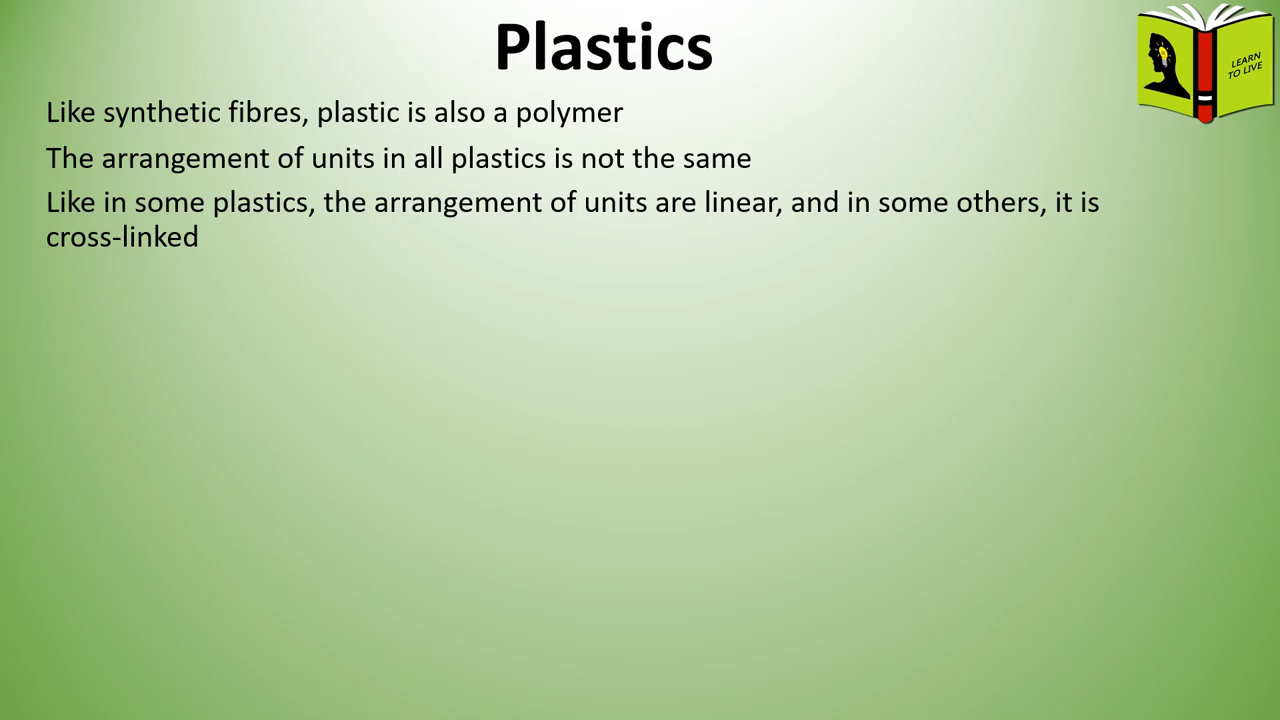 Plastics
LEARN
TO LIVE
Like synthetic fibres, plastic is also a polymer
The arrangement of units in all plastics is not the same
Like in some plastics, the arrangement of units are linear, and in some others, it is
cross-linked